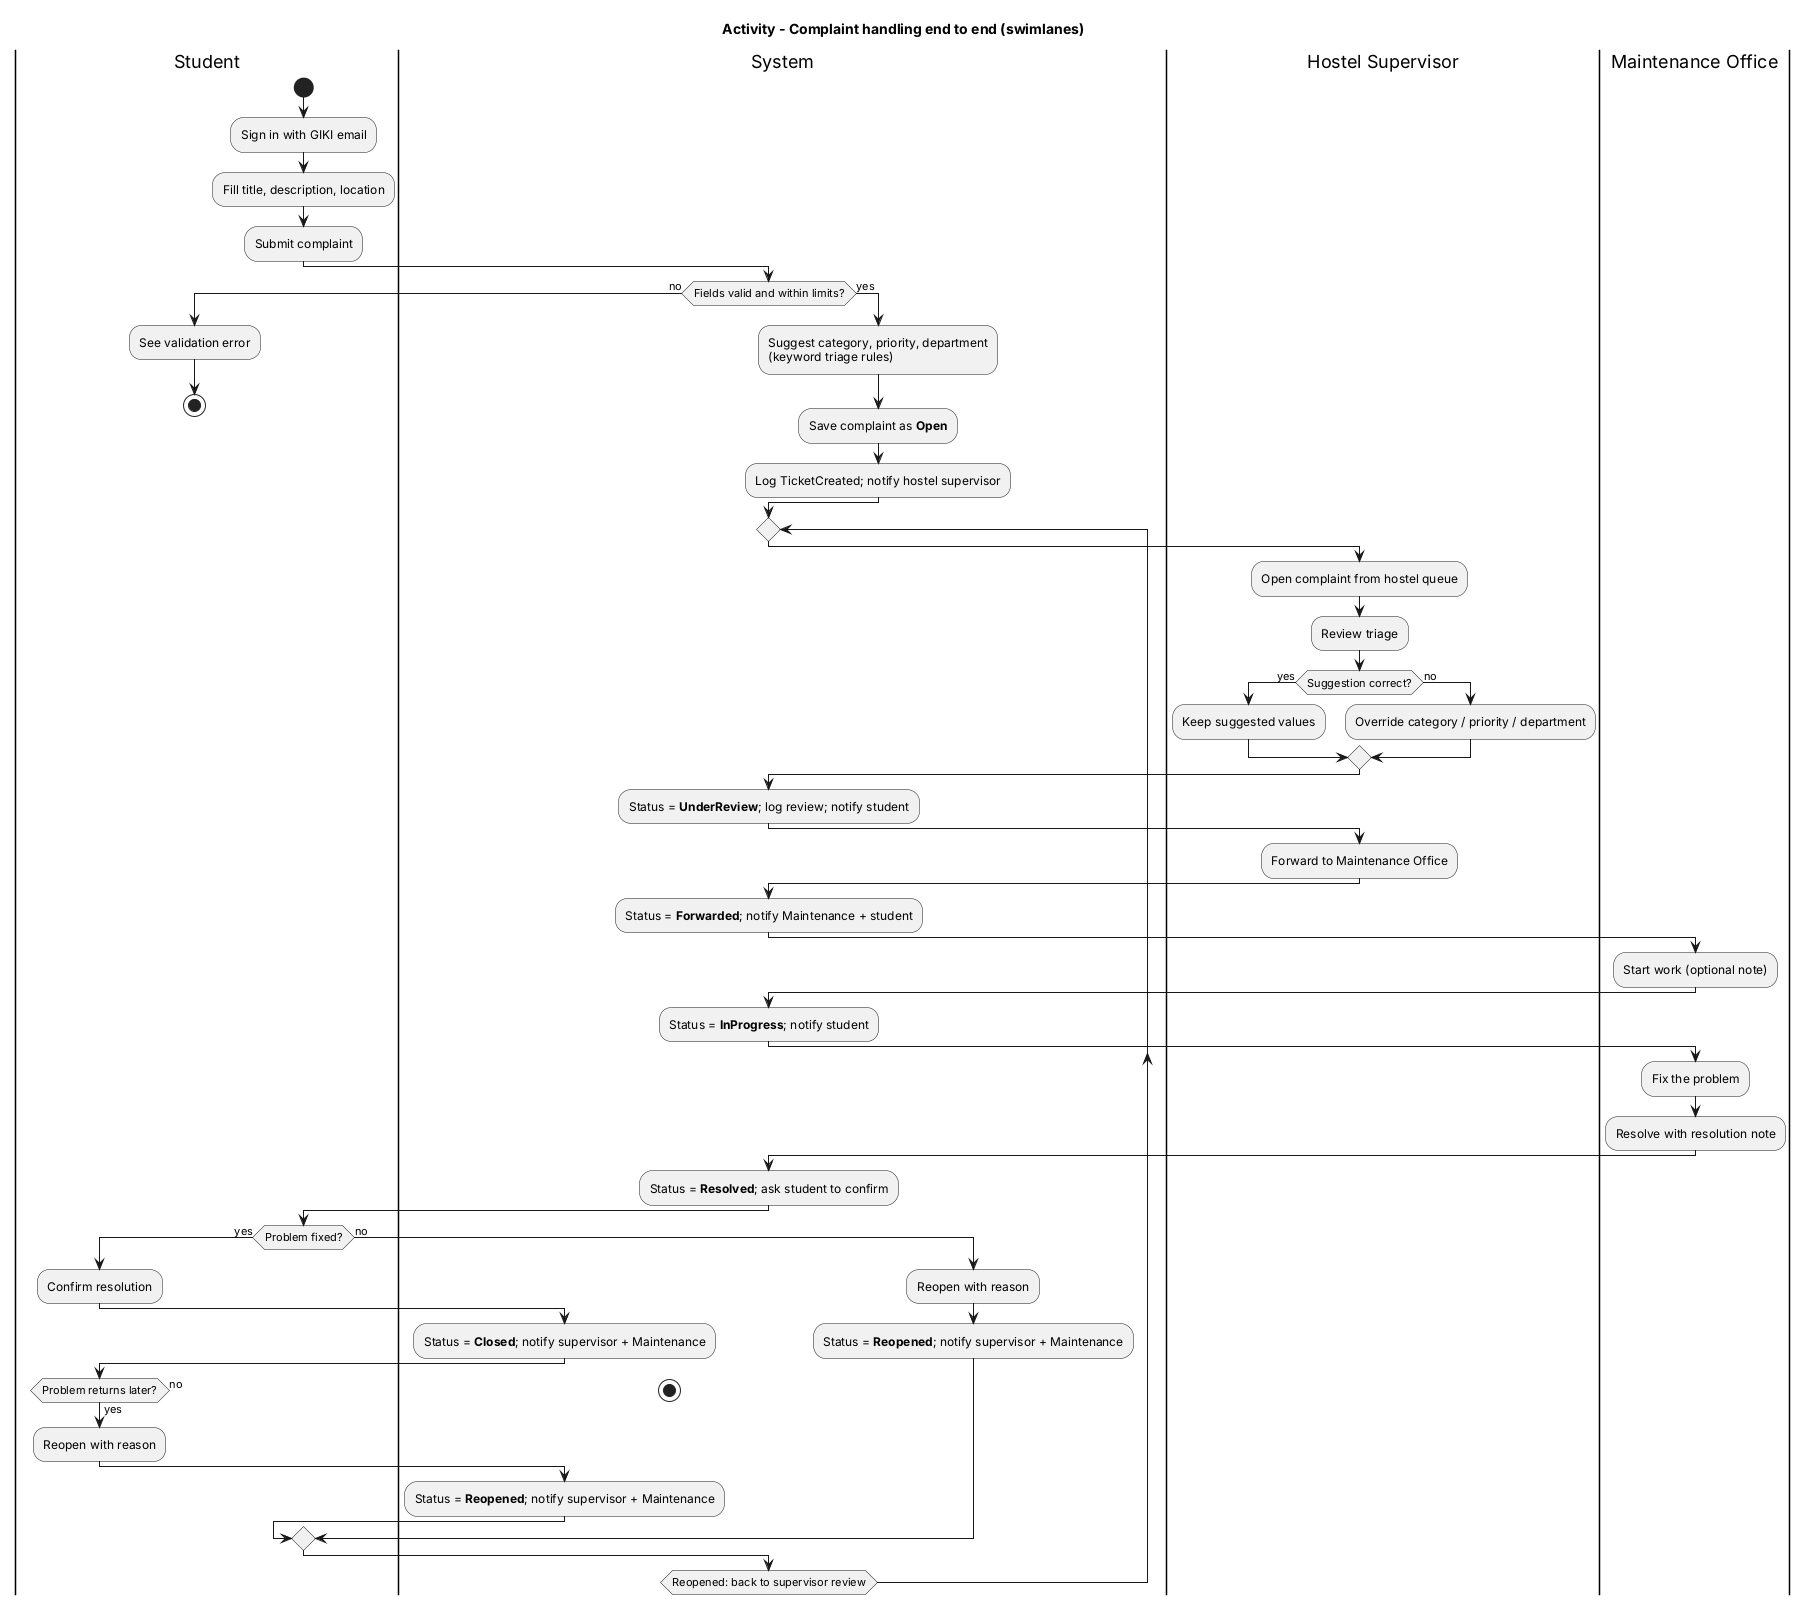 Activity - Complaint handling end to end (swimlanes)
Student
System
Hostel Supervisor
Maintenance Office
Sign in with GIKI email
Fill title, description, location
Submit complaint
no
Fields valid and within limits?
yes
See validation error
Suggest category, priority, department
(keyword triage rules)
Save complaint as Open
Log TicketCreated; notify hostel supervisor
Open complaint from hostel queue
Review triage
yes
Suggestion correct?
no
Keep suggested values
Override category / priority / department
Status = UnderReview; log review; notify student
Forward to Maintenance Office
Status = Forwarded; notify Maintenance + student
Start work (optional note)
Status = InProgress; notify student
Fix the problem
Resolve with resolution note
Status = Resolved; ask student to confirm
yes
Problem fixed?
no
Confirm resolution
Reopen with reason
Status = Closed; notify supervisor + Maintenance
Status = Reopened; notify supervisor + Maintenance
Problem returns later?
no
yes
Reopen with reason
Status = Reopened; notify supervisor + Maintenance
Reopened: back to supervisor review